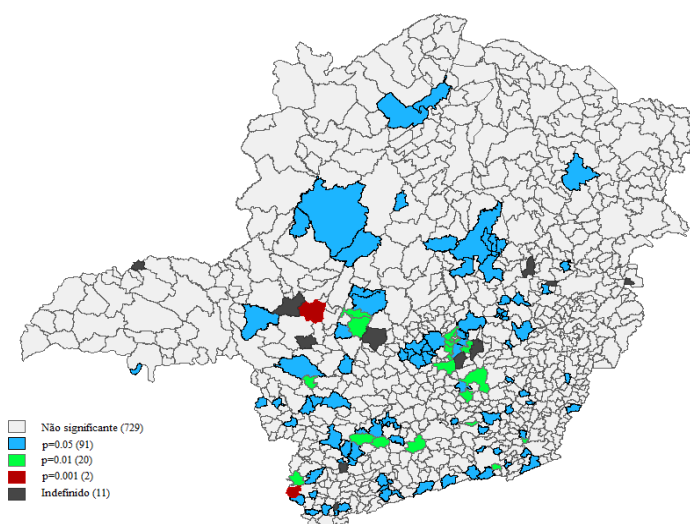 Não significante (729)
p=0.05 (91)
p=0.01 (20)
p=0.001 (2)
Indefinido (11)